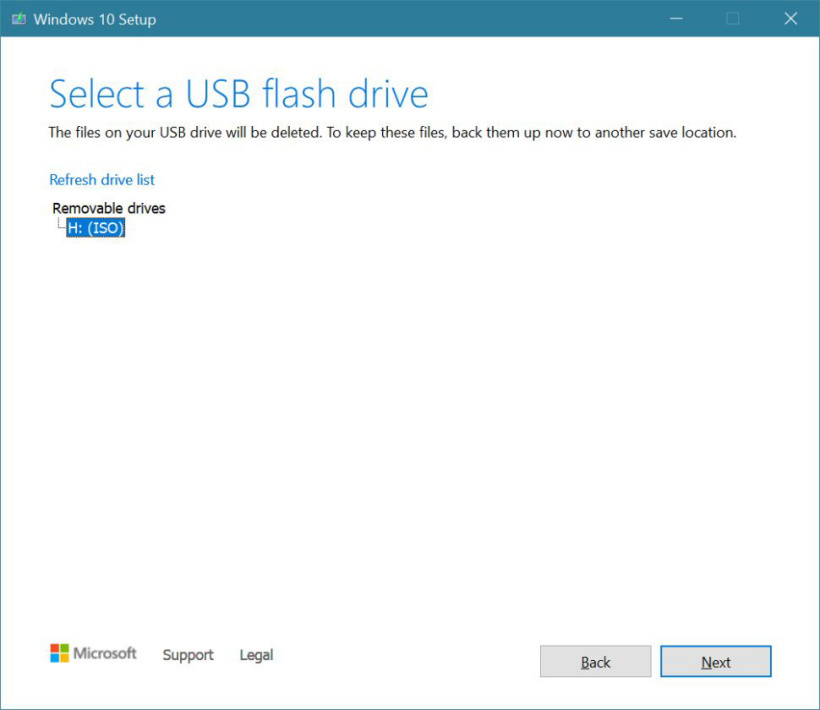 Windows 10 Setup
Select a USB flash drive
The files on your USB drive will be deleted. To keep these files, back them up now to another save location.
Refresh drive list
Removable drives
H: (ISO)
Microsoft Support Legal
Back Next